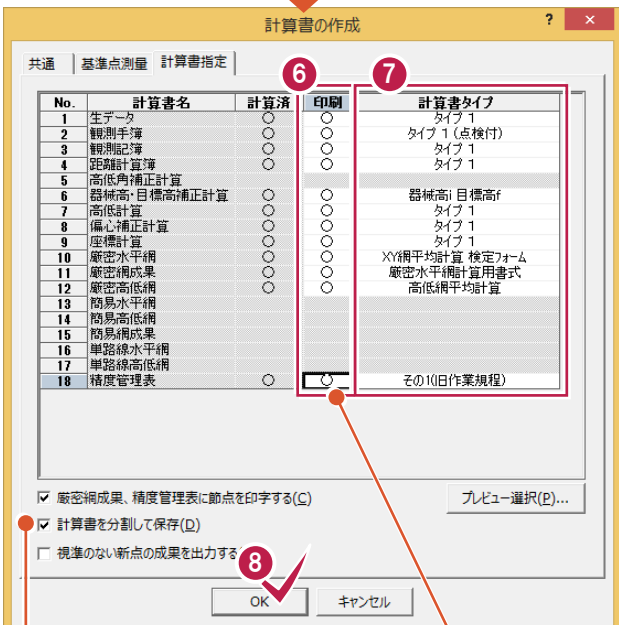 計算書の作成 ? ×
共通 基準点測量 計算書指定
6 7
No. 計算書名 計算済 印刷 計算書タイプ
1 生データ ○ ○ タイプ 1
2 観測手簿 ○ ○ タイプ 1 (点検付)
3 観測記簿 ○ ○ タイプ 1
4 距離計算簿 ○ ○ タイプ 1
5 高低角補正計算
6 器械高・目標高補正計算 ○ ○ 器械高i 目標高f
7 高低計算 ○ ○ タイプ 1
8 偏心補正計算 ○ ○ タイプ 1
9 座標計算 ○ ○ タイプ 1
10 厳密水平網 ○ ○ XY網平均計算 検定フォーム
11 厳密網成果 ○ ○ 厳密水平網計算用書式
12 厳密高低網 ○ ○ 高低網平均計算
13 簡易水平網
14 簡易高低網
15 簡易網成果
16 単路線水平網
17 単路線高低網
18 精度管理表 ○ ○ その1(旧作業規程)
厳密網成果、精度管理表に節点を印字する(C) プレビュー選択(P)...
計算書を分割して保存(D)
視準のない新点の成果を出力する
8
OK キャンセル